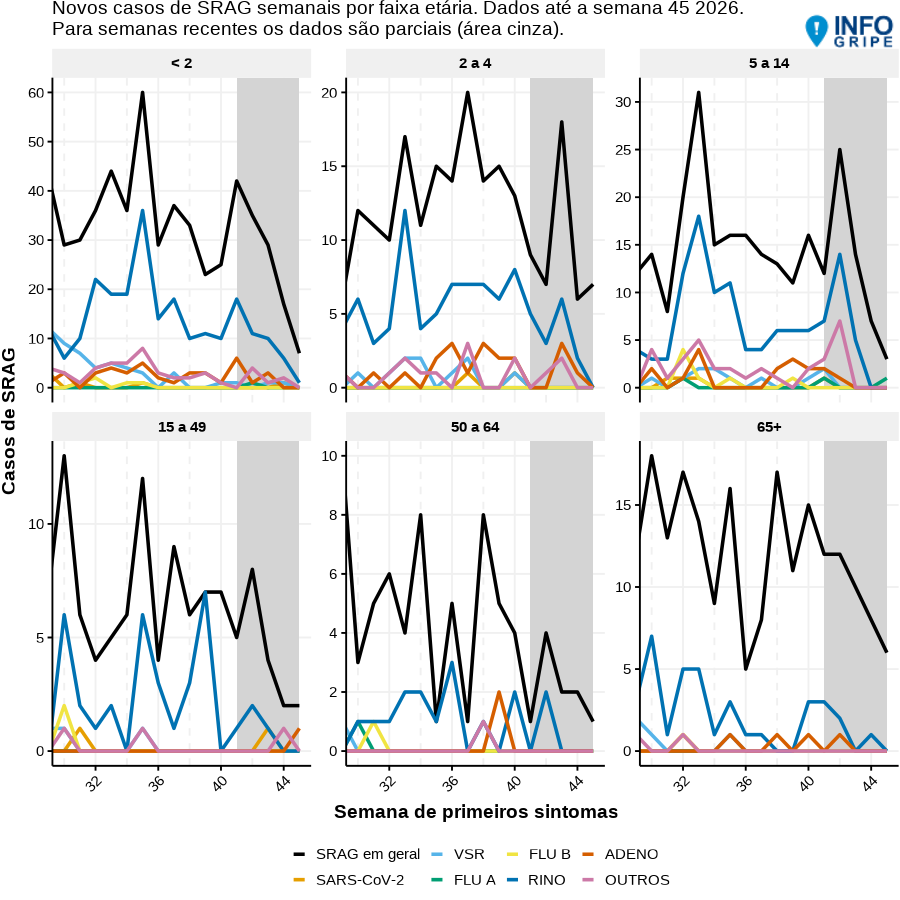 Novos casos de SRAG semanais por faixa etária. Dados até a semana 45 2026.
Para semanas recentes os dados são parciais (área cinza).
INFO
GRIPE
< 2
2 a 4
5 a 14
60
50
40
30
20
10
0
20
15
10
5
0
30
25
20
15
10
5
0
Casos de SRAG
15 a 49
50 a 64
65+
10
5
0
10
8
6
4
2
0
15
10
5
0
32
36
40
44
32
36
40
44
32
36
40
44
Semana de primeiros sintomas
SRAG em geral
VSR
FLU B
ADENO
SARS-CoV-2
FLU A
RINO
OUTROS